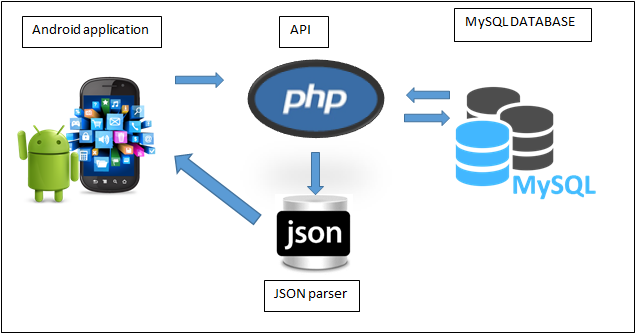 Android application
API
MySQL DATABASE
php
MySQL
json
JSON parser